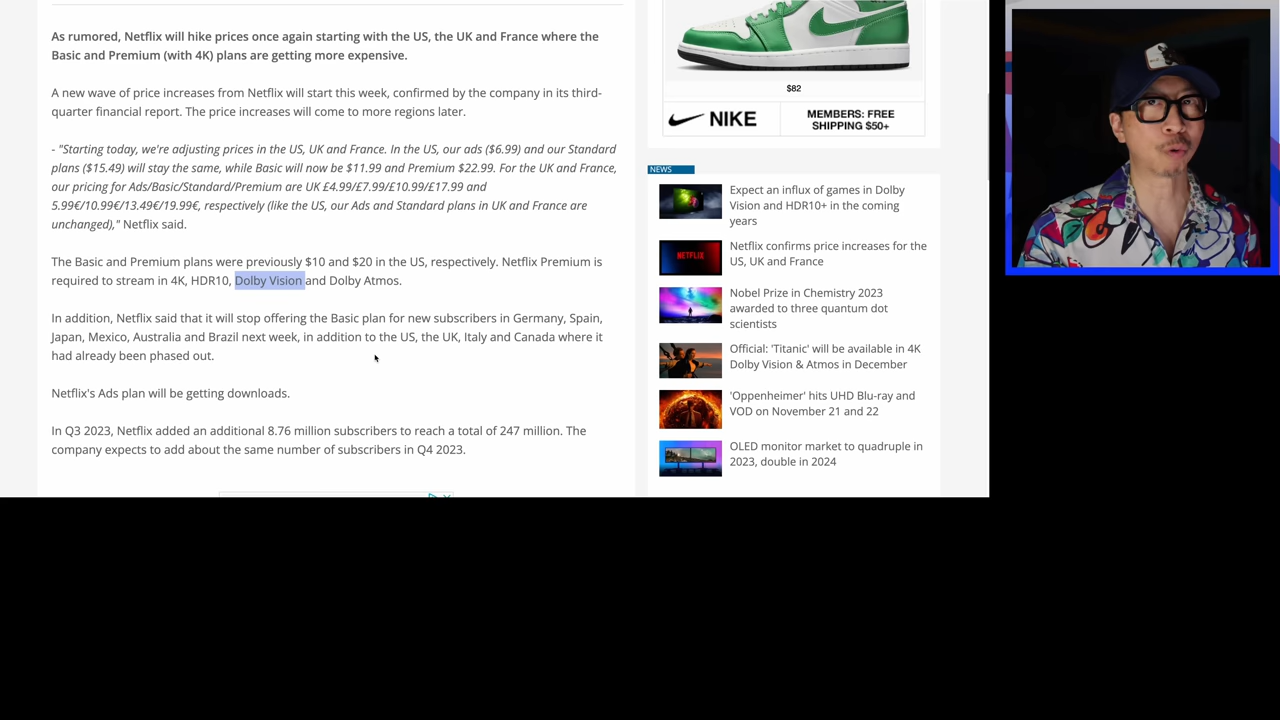 As rumored, Netflix will hike prices once again starting with the US, the UK and France where the
Basic and Premium (with 4K) plans are getting more expensive.
A new wave of price increases from Netflix will start this week, confirmed by the company in its third-
quarter financial report. The price increases will come to more regions later.
- "Starting today, we're adjusting prices in the US, UK and France. In the US, our ads ($6.99) and our Standard
plans ($15.49) will stay the same, while Basic will now be $11.99 and Premium $22.99. For the UK and France,
our pricing for Ads/Basic/Standard/Premium are UK £4.99/£7.99/£10.99/£17.99 and
5.99€/10.99€/13.49€/19.99€, respectively (like the US, our Ads and Standard plans in UK and France are
unchanged)," Netflix said.
The Basic and Premium plans were previously $10 and $20 in the US, respectively. Netflix Premium is
required to stream in 4K, HDR10, Dolby Vision and Dolby Atmos.
In addition, Netflix said that it will stop offering the Basic plan for new subscribers in Germany, Spain,
Japan, Mexico, Australia and Brazil next week, in addition to the US, the UK, Italy and Canada where it
had already been phased out.
Netflix's Ads plan will be getting downloads.
In Q3 2023, Netflix added an additional 8.76 million subscribers to reach a total of 247 million. The
company expects to add about the same number of subscribers in Q4 2023.
$82
NIKE
MEMBERS: FREE
SHIPPING $50+
NEWS
Expect an influx of games in Dolby
Vision and HDR10+ in the coming
years
NETFLIX
Netflix confirms price increases for the
US, UK and France
Nobel Prize in Chemistry 2023
awarded to three quantum dot
scientists
Official: 'Titanic' will be available in 4K
Dolby Vision & Atmos in December
'Oppenheimer' hits UHD Blu-ray and
VOD on November 21 and 22
OLED monitor market to quadruple in
2023, double in 2024